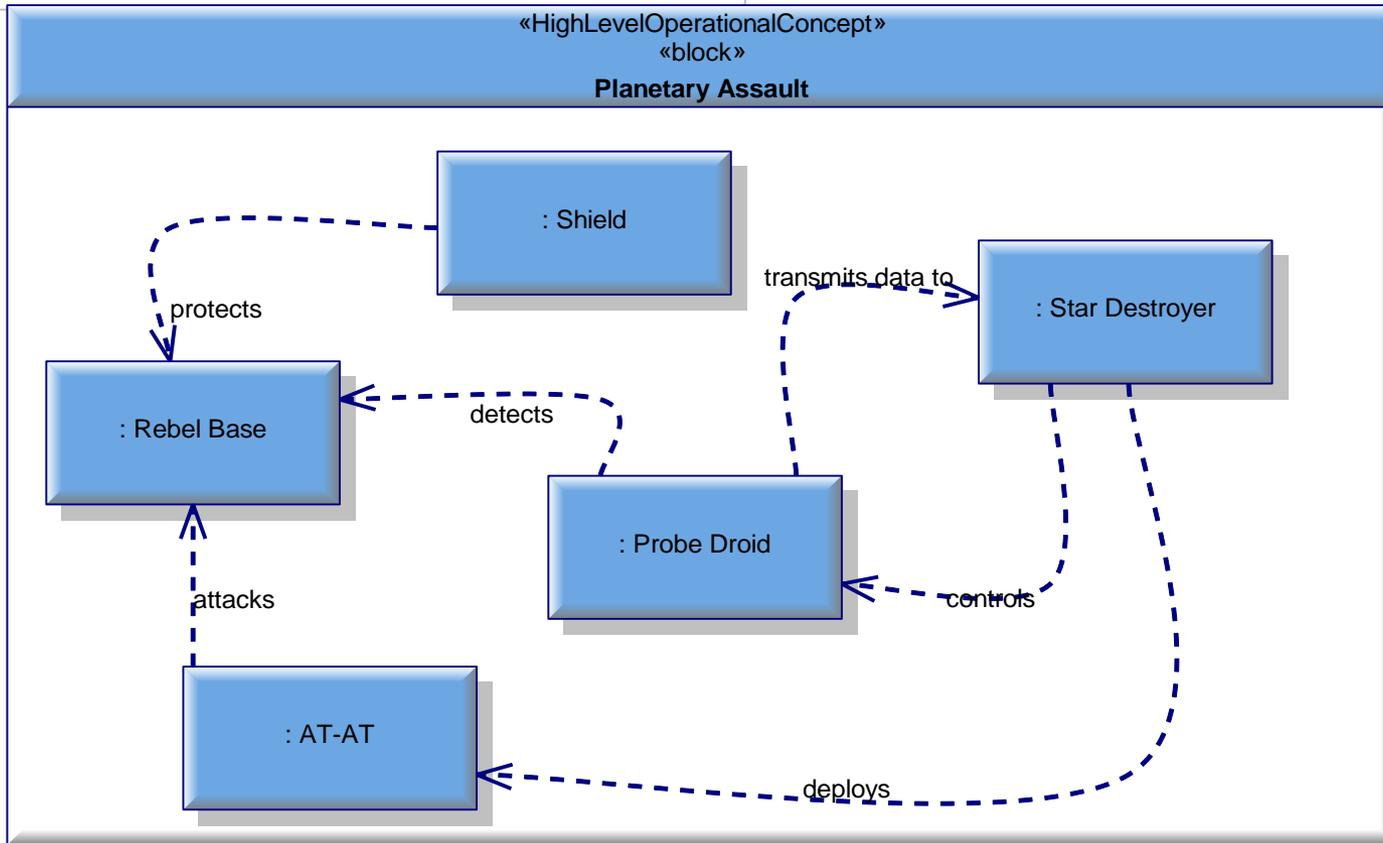 «HighLevelOperationalConcept»
«block»
Planetary Assault
: Shield
transmits data to
: Star Destroyer
protects
: Rebel Base
detects
: Probe Droid
attacks
controls
: AT-AT
deploys